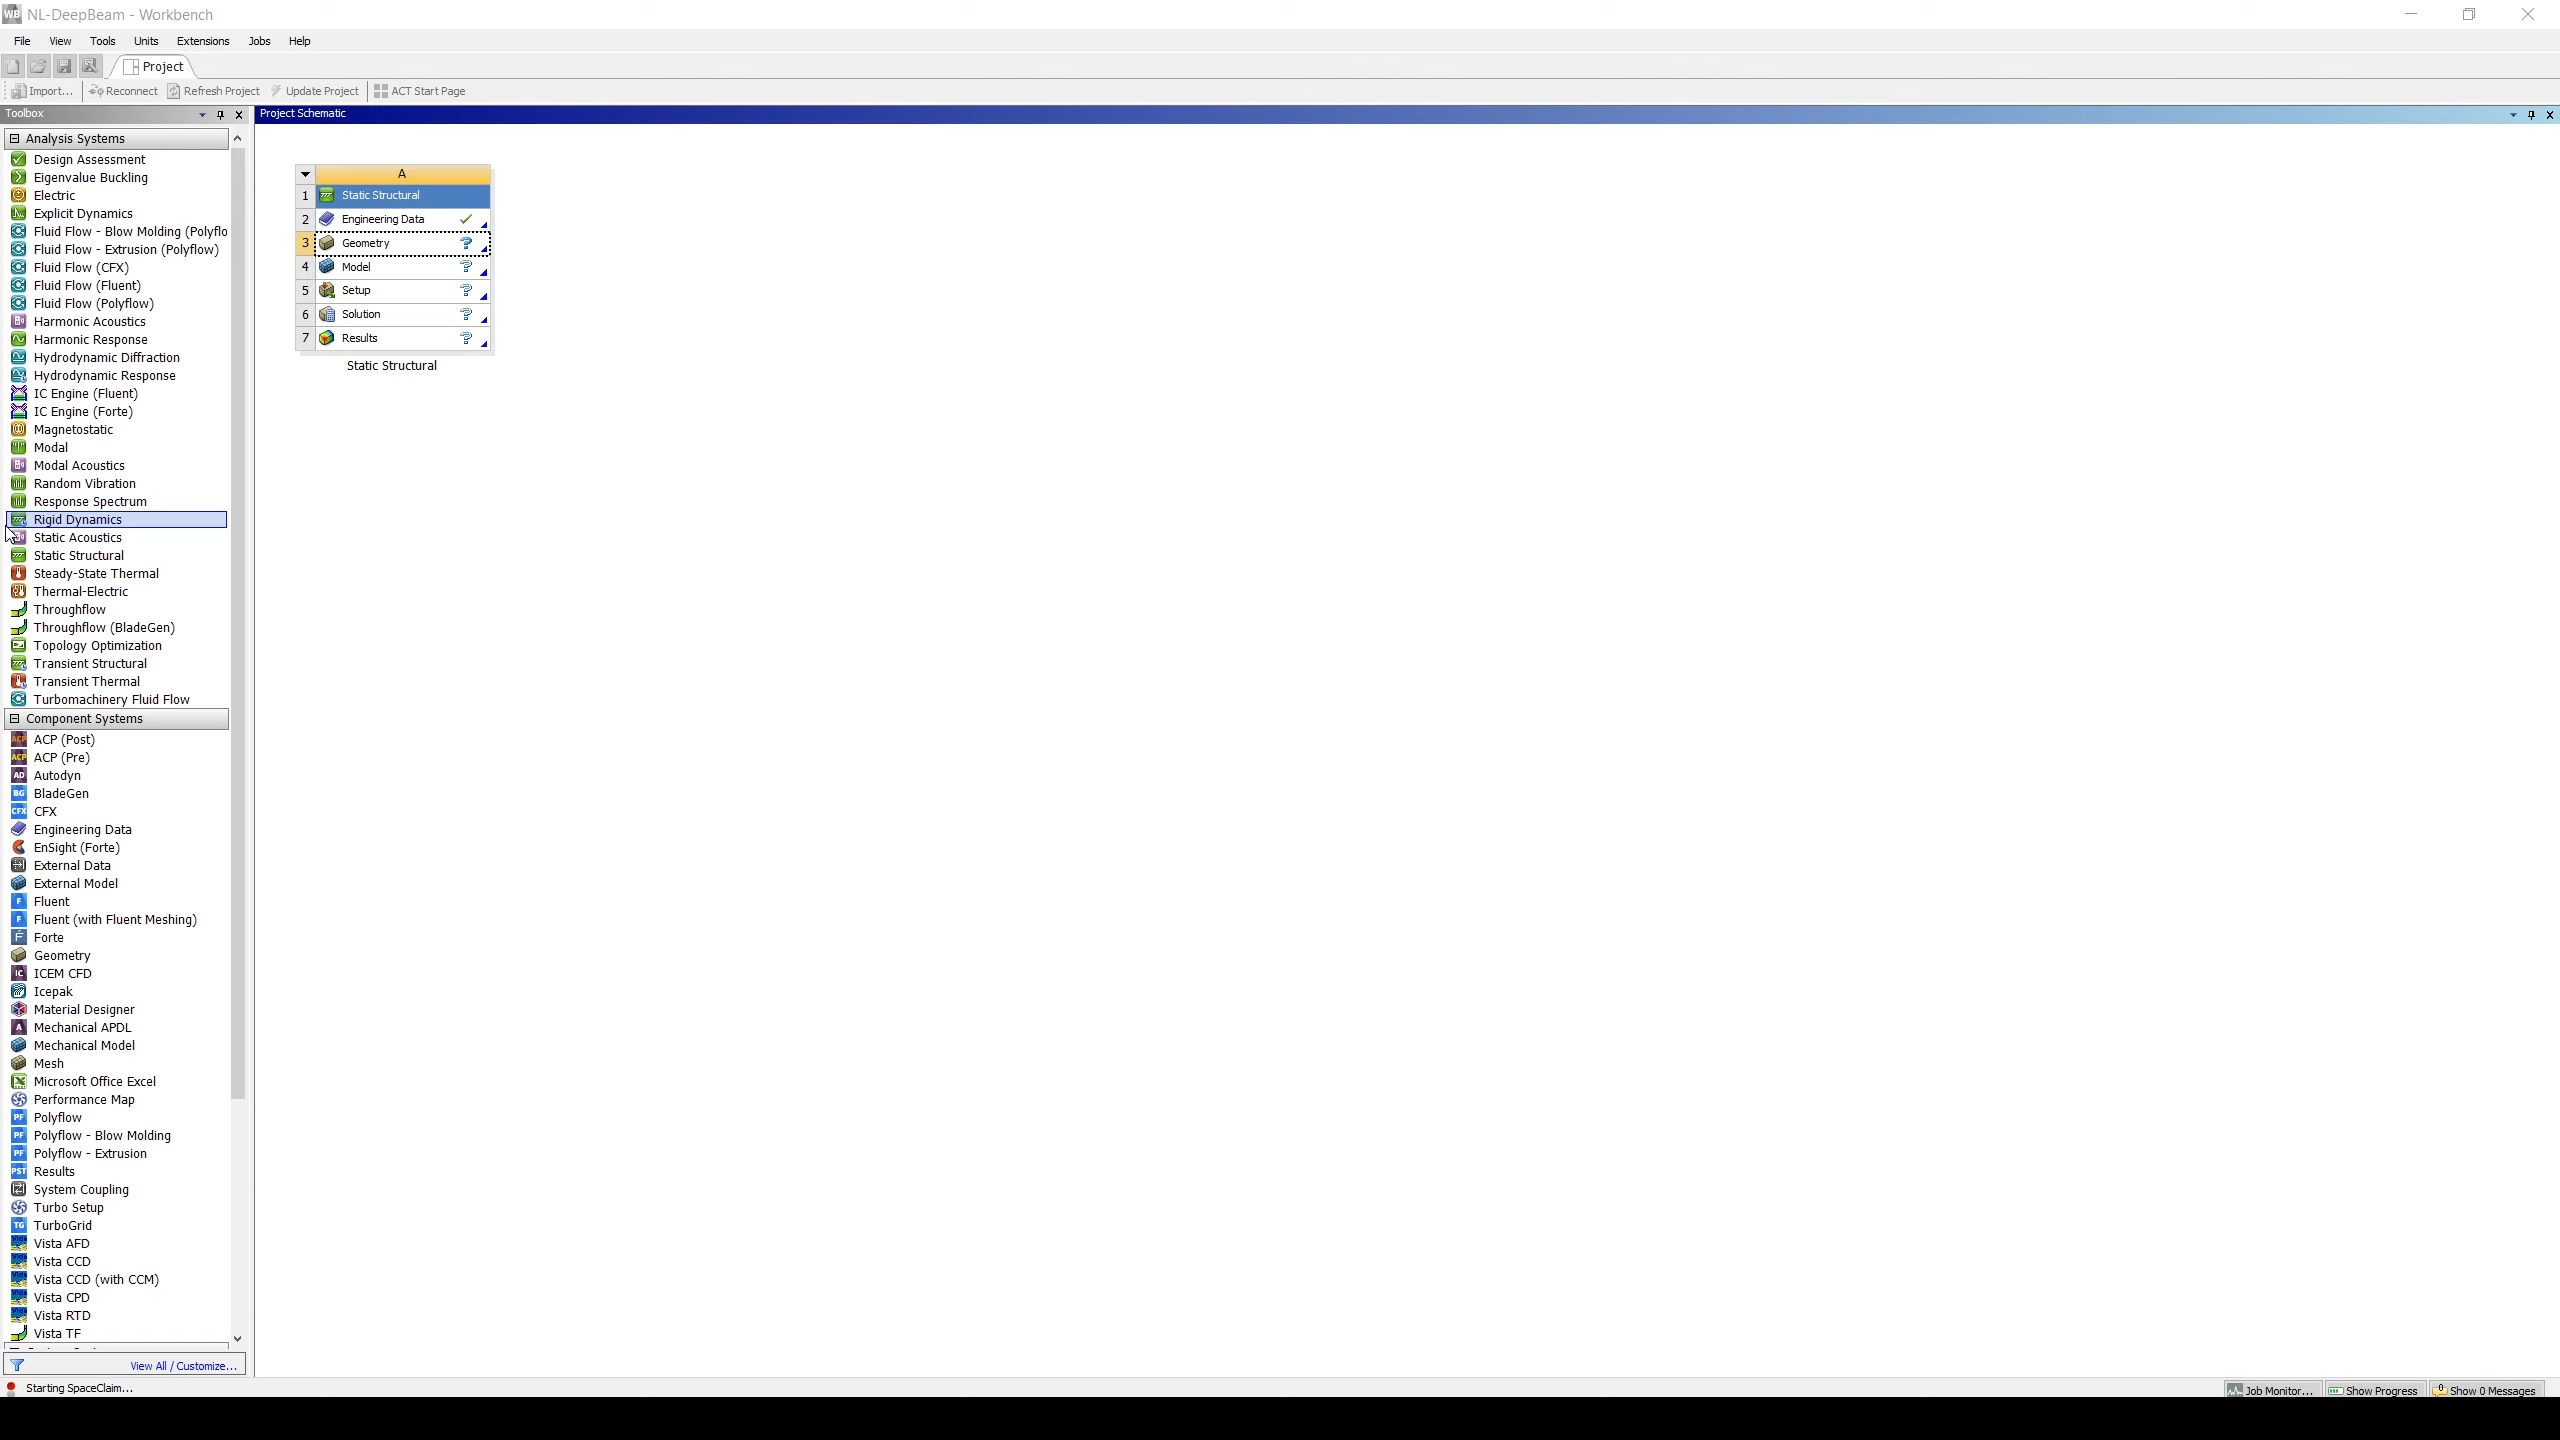 NL-DeepBeam - Workbench
File View Tools Units Extensions Jobs Help
Project
Import... Reconnect Refresh Project Update Project ACT Start Page
Toolbox
Analysis Systems
Design Assessment
Eigenvalue Buckling
Electric
Explicit Dynamics
Fluid Flow - Blow Molding (Polyflo
Fluid Flow - Extrusion (Polyflow)
Fluid Flow (CFX)
Fluid Flow (Fluent)
Fluid Flow (Polyflow)
Harmonic Acoustics
Harmonic Response
Hydrodynamic Diffraction
Hydrodynamic Response
IC Engine (Fluent)
IC Engine (Forte)
Magnetostatic
Modal
Modal Acoustics
Random Vibration
Response Spectrum
Rigid Dynamics
Static Acoustics
Static Structural
Steady-State Thermal
Thermal-Electric
Throughflow
Throughflow (BladeGen)
Topology Optimization
Transient Structural
Transient Thermal
Turbomachinery Fluid Flow
Component Systems
ACP (Post)
ACP (Pre)
AD Autodyn
BG BladeGen
CFX CFX
Engineering Data
EnSight (Forte)
External Data
External Model
F Fluent
F Fluent (with Fluent Meshing)
Forte
Geometry
IC ICEM CFD
Icepak
Material Designer
A Mechanical APDL
Mechanical Model
Mesh
Microsoft Office Excel
Performance Map
PF Polyflow
PF Polyflow - Blow Molding
PF Polyflow - Extrusion
PST Results
System Coupling
Turbo Setup
TG TurboGrid
Vista AFD
Vista CCD
Vista CCD (with CCM)
Vista CPD
Vista RTD
Vista TF
View All / Customize...
Project Schematic
A
1 Static Structural
2 Engineering Data
3 Geometry ?
4 Model ?
5 Setup ?
6 Solution ?
7 Results ?
Static Structural
Starting SpaceClaim...
Job Monitor... Show Progress Show 0 Messages